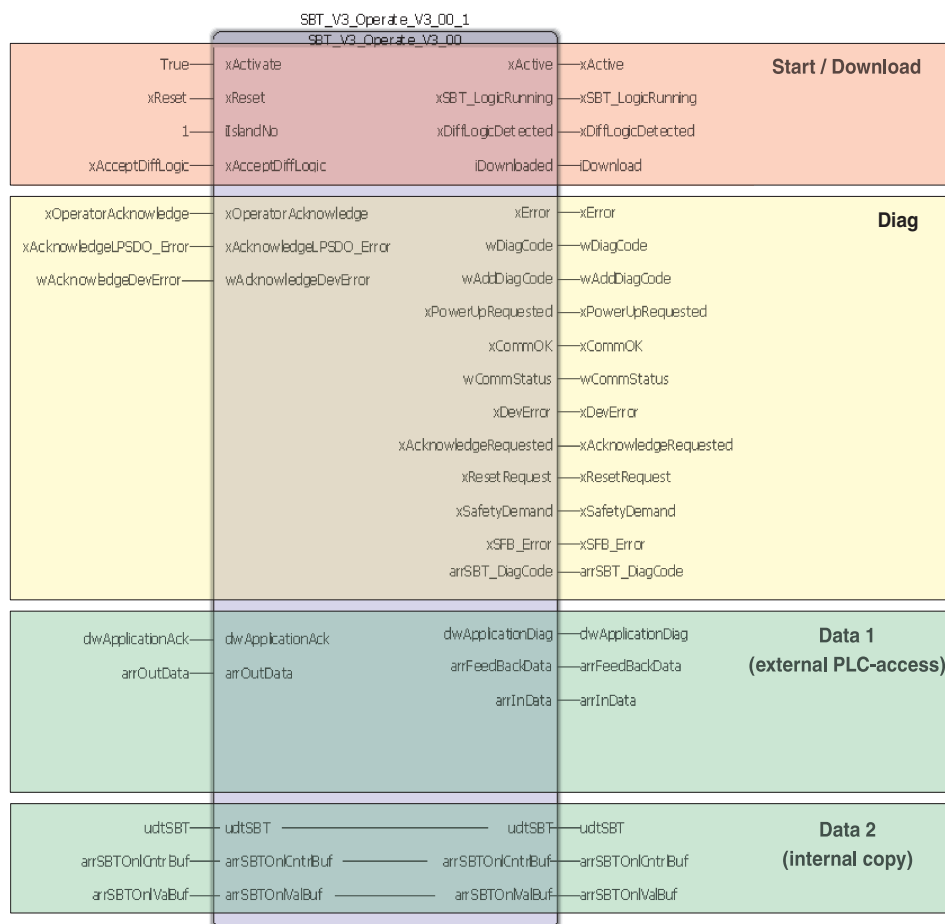 SBT_V3_Operate_V3_00_1
SBT_V3_Operate_V3_00
True xActivate xActive xActive Start / Download
xReset xReset xSBT_LogicRunning xSBT_LogicRunning
1 iIslandNo xDiffLogicDetected xDiffLogicDetected
xAcceptDiffLogic xAcceptDiffLogic iDownloaded iDownload
xOperatorAcknowledge xOperatorAcknowledge xError xError Diag
xAcknowledgeLPSDO_Error xAcknowledgeLPSDO_Error wDiagCode wDiagCode
wAcknowledgeDevError wAcknowledgeDevError wAddDiagCode wAddDiagCode
xPowerUpRequested xPowerUpRequested
xCommOK xCommOK
wCommStatus wCommStatus
xDevError xDevError
xAcknowledgeRequested xAcknowledgeRequested
xResetRequest xResetRequest
xSafetyDemand xSafetyDemand
xSFB_Error xSFB_Error
arrSBT_DiagCode arrSBT_DiagCode
dwApplicationAck dwApplicationAck dwApplicationDiag dwApplicationDiag Data 1
arrOutData arrOutData arrFeedBackData arrFeedBackData (external PLC-access)
arrInData arrInData
udtSBT udtSBT udtSBT udtSBT Data 2
arrSBTOnlCntrlBuf arrSBTOnlCntrlBuf arrSBTOnlCntrlBuf arrSBTOnlCntrlBuf (internal copy)
arrSBTOnlValBuf arrSBTOnlValBuf arrSBTOnlValBuf arrSBTOnlValBuf